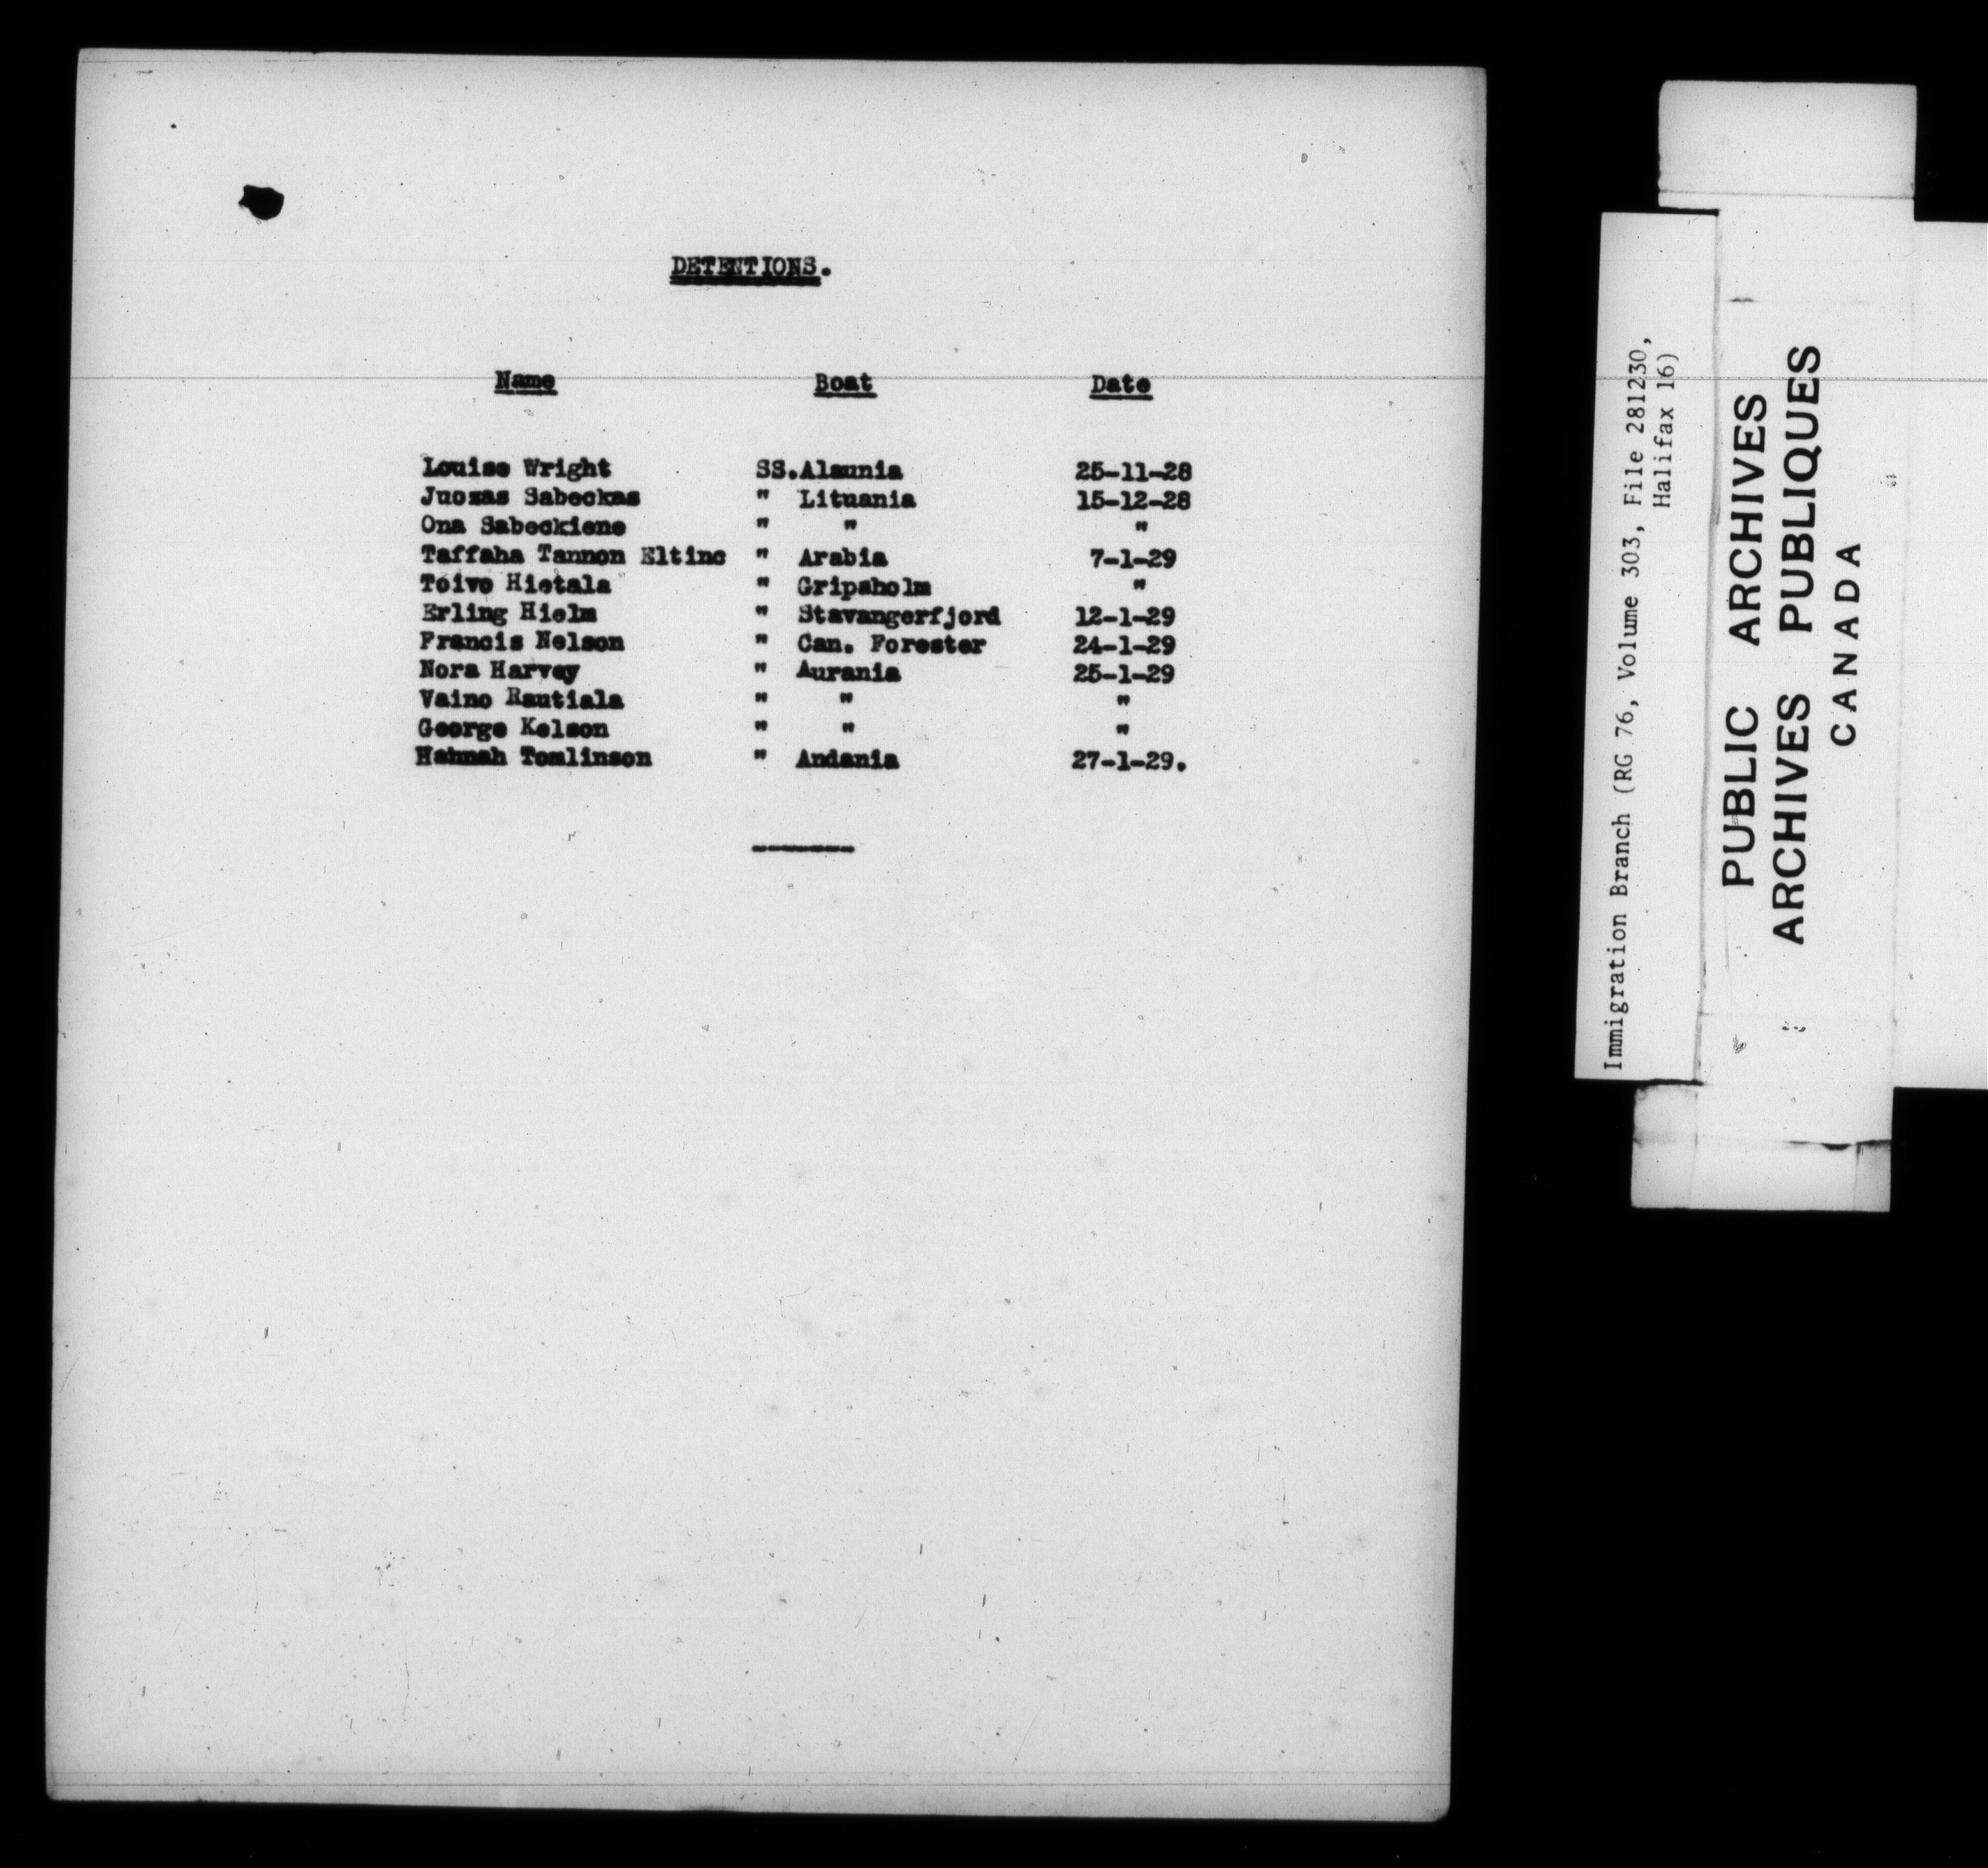 DETENTIONS.
Name Boat Date
Louise Wright SS.Alaunia 25-11-28
Juozas Sabeckas " Lituania 15-12-28
Ona Sabeckiene " " "
Taffaha Tannon Eltinc " Arabia 7-1-29
Toivo Hietala " Gripsholm "
Erling Hielm " Stavangerfjord 12-1-29
Francis Nelson " Can. Forester 24-1-29
Nora Harvey " Aurania 25-1-29
Vaino Rautiala " " "
George Kelson " " "
Hannah Tomlinson " Andania 27-1-29.
Immigration Branch (RG 76, Volume 303, File 281230,
Halifax 16)
PUBLIC ARCHIVES
ARCHIVES PUBLIQUES
CANADA